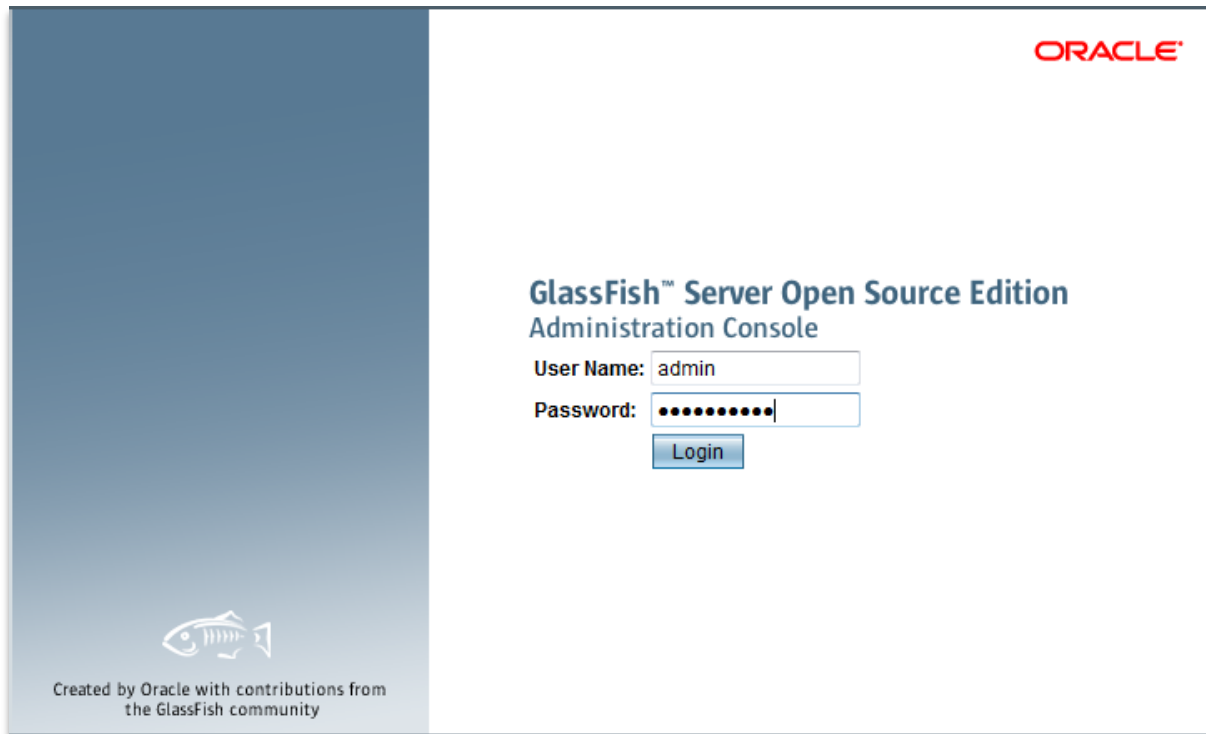 ORACLE
GlassFish™ Server Open Source Edition
Administration Console
User Name: admin
Password: ••••••••••
Login
Created by Oracle with contributions from
the GlassFish community